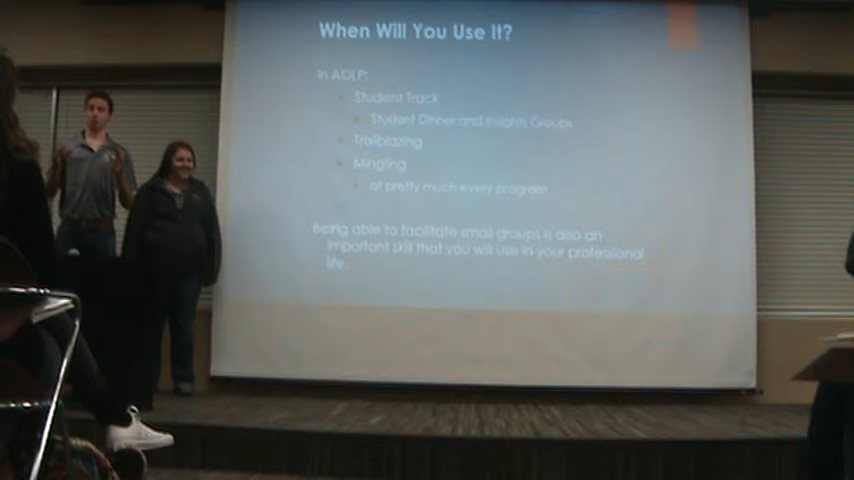 When Will You Use It?
In AOLP:
Student Track
Student Dinner and Insights Groups
Trailblazing
Mingling
at pretty much every program
Being able to facilitate small groups is also an
important skill that you will use in your professional
life.